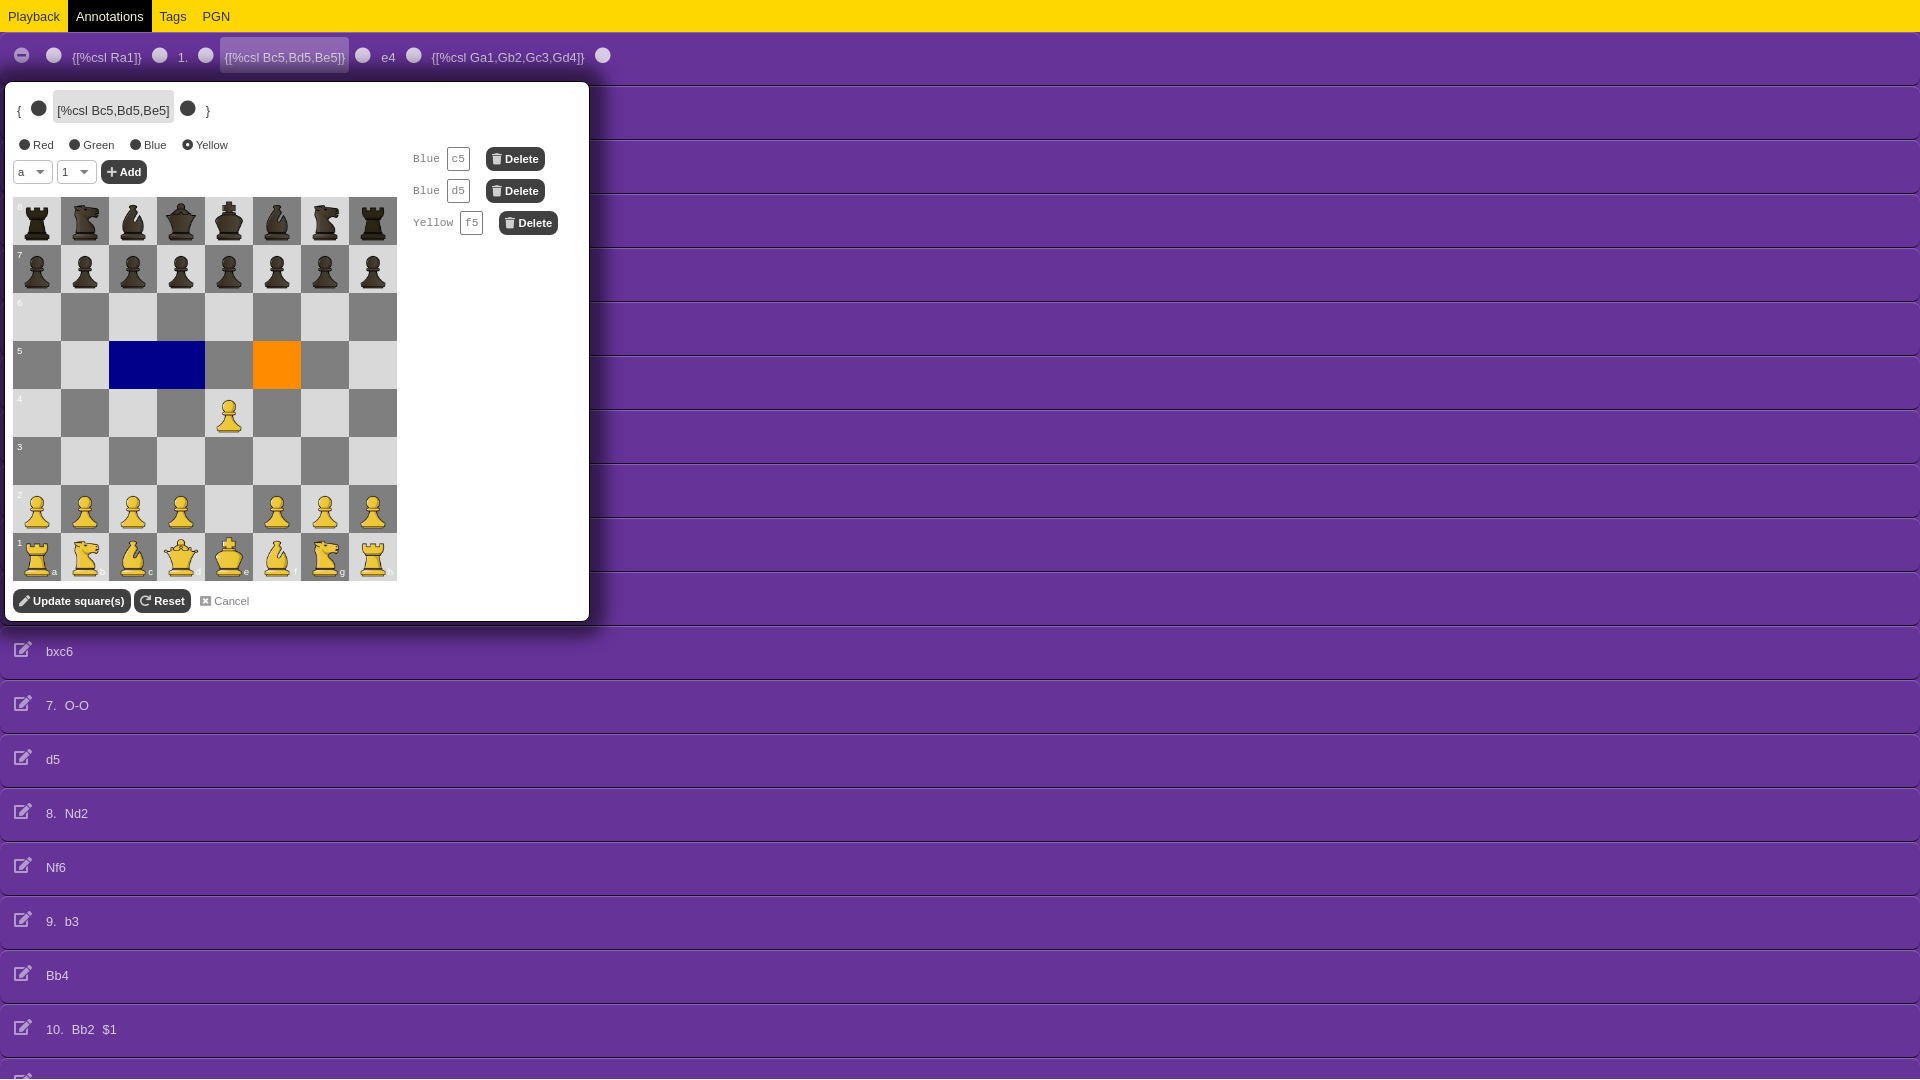 Playback Annotations Tags PGN
{[%csl Ra1]} 1. {[%csl Bc5,Bd5,Be5]} e4 {[%csl Ga1,Gb2,Gc3,Gd4]}
{ [%csl Bc5,Bd5,Be5] }
Red Green Blue Yellow
a 1 Add
Blue c5 Delete
Blue d5 Delete
Yellow f5 Delete
8
7
6
5
4
3
2
1
a b c d e f g h
Update square(s) Reset Cancel
bxc6
7. O-O
d5
8. Nd2
Nf6
9. b3
Bb4
10. Bb2 $1